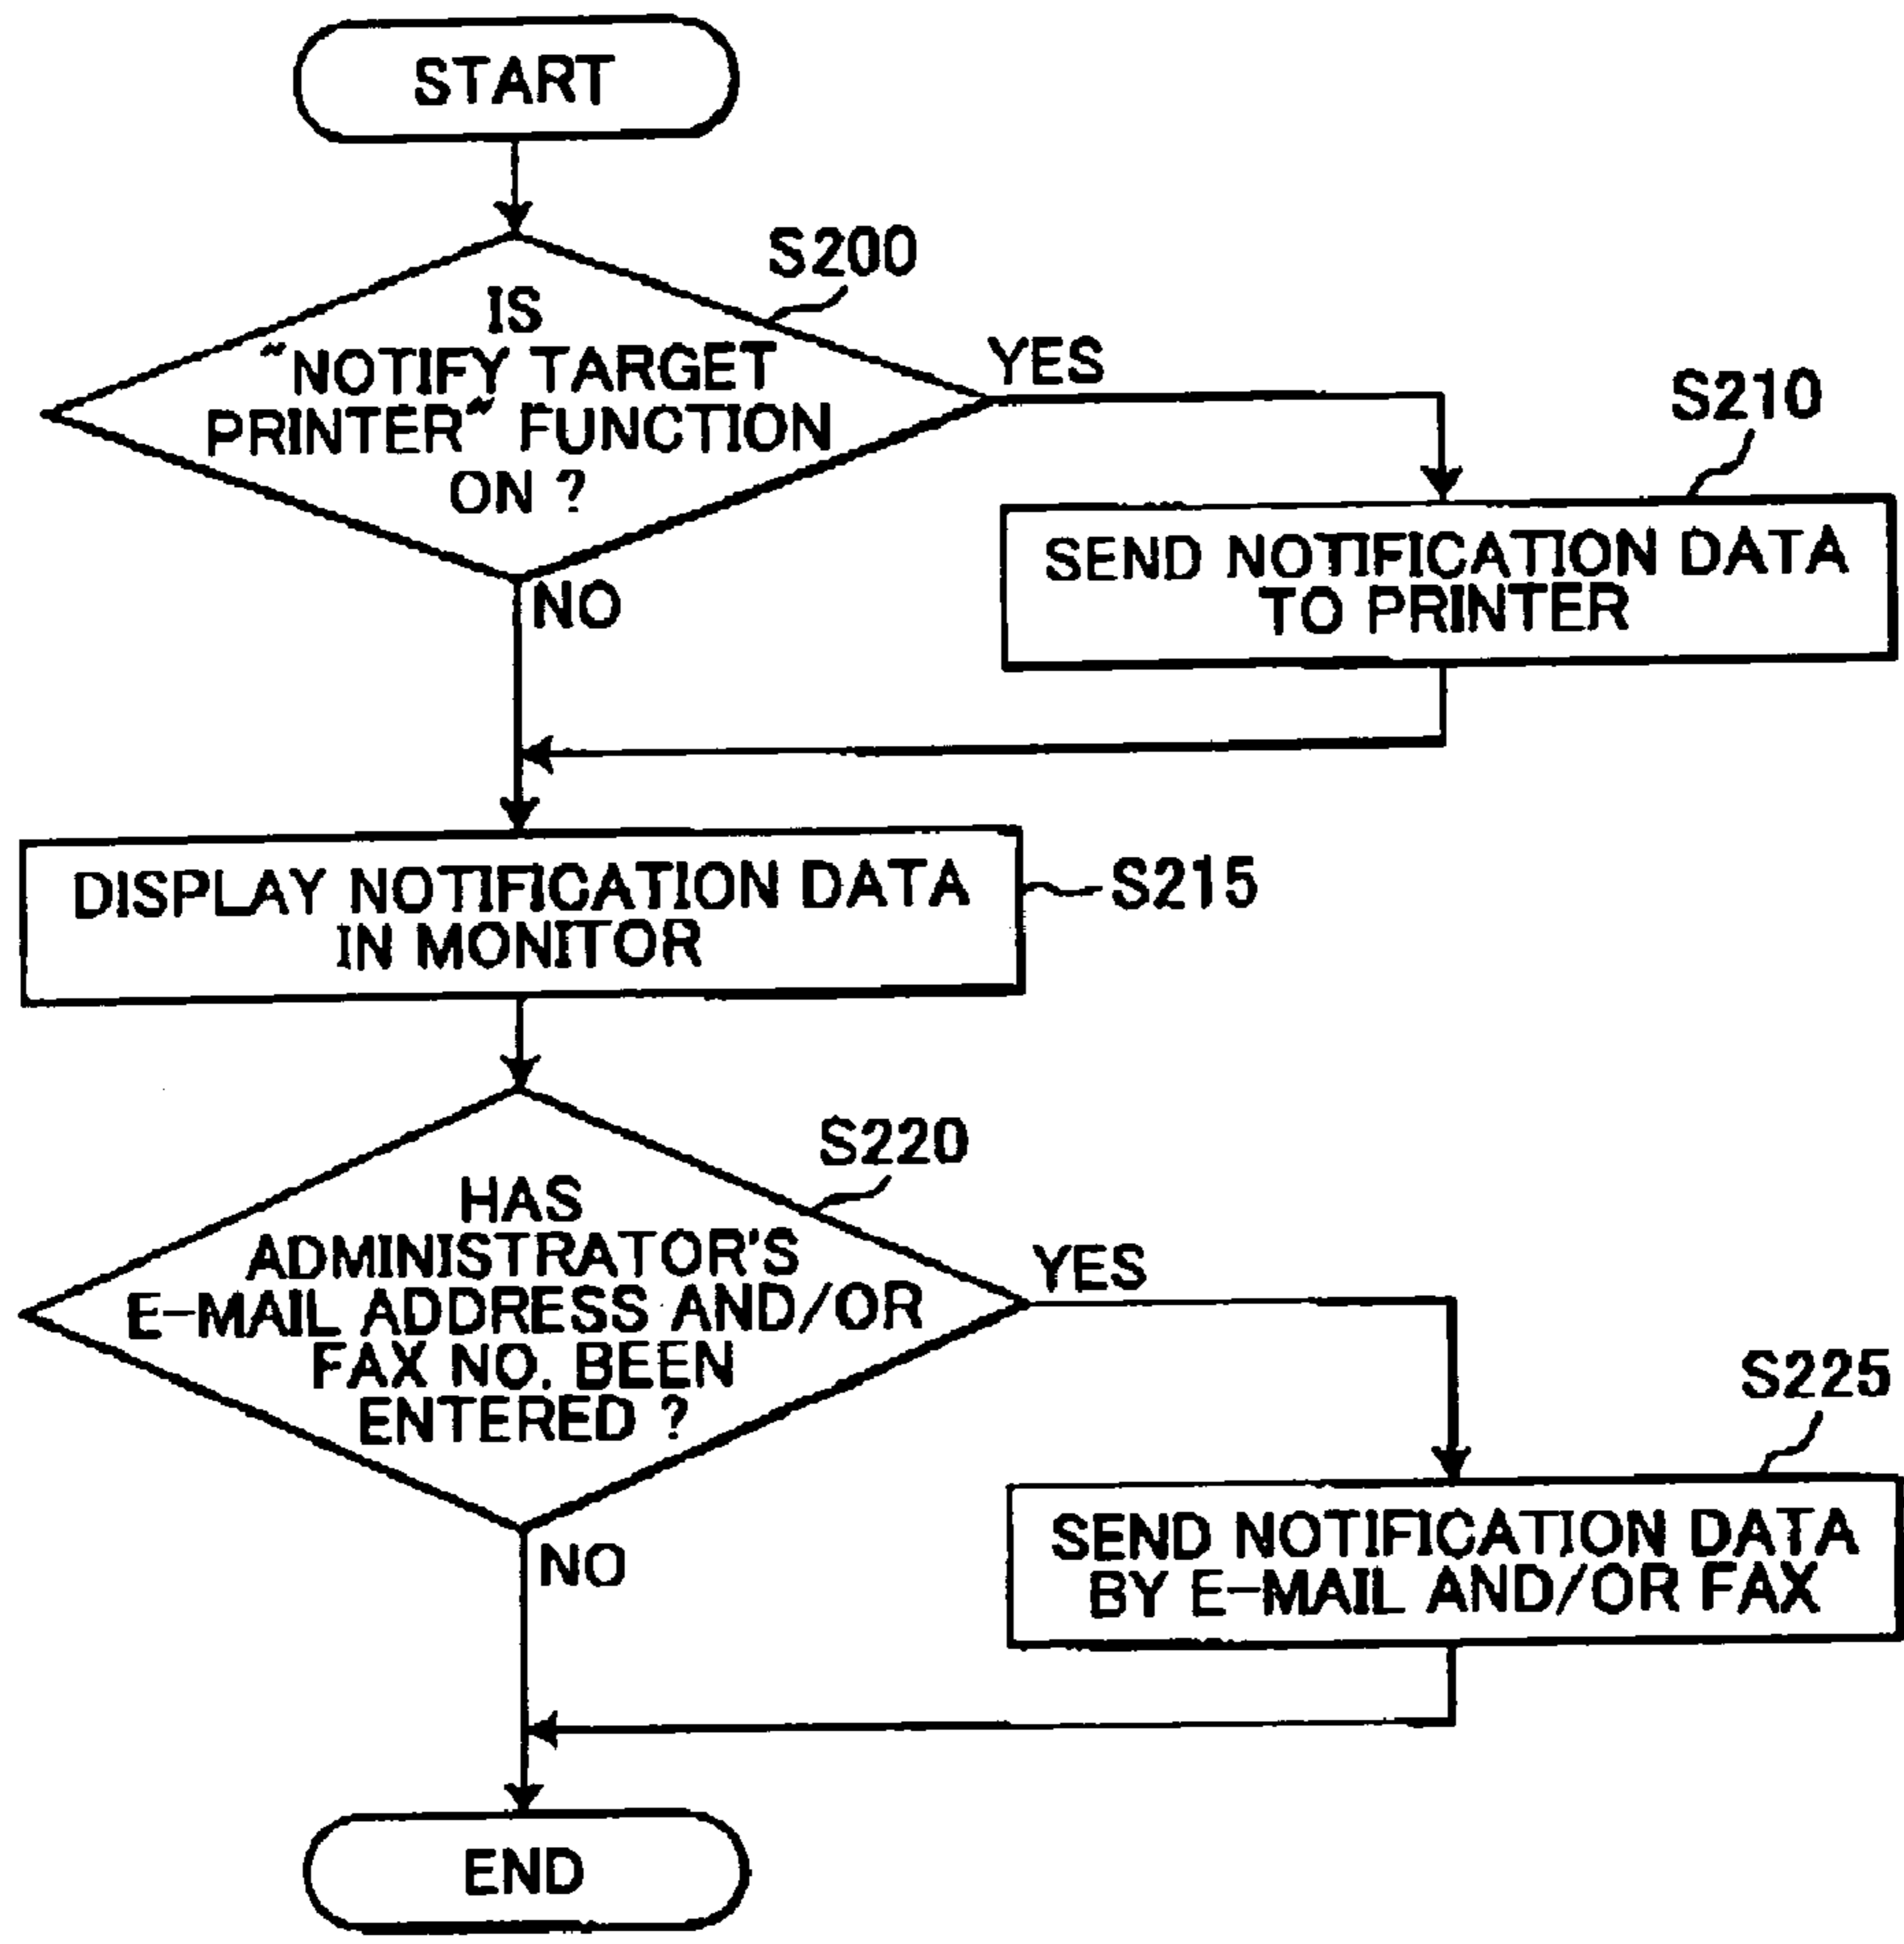 START
S200
IS
"NOTIFY TARGET
PRINTER" FUNCTION
ON ?
YES
NO
S210
SEND NOTIFICATION DATA
TO PRINTER
DISPLAY NOTIFICATION DATA
IN MONITOR
S215
S220
HAS
ADMINISTRATOR'S
E-MAIL ADDRESS AND/OR
FAX NO. BEEN
ENTERED ?
YES
NO
S225
SEND NOTIFICATION DATA
BY E-MAIL AND/OR FAX
END